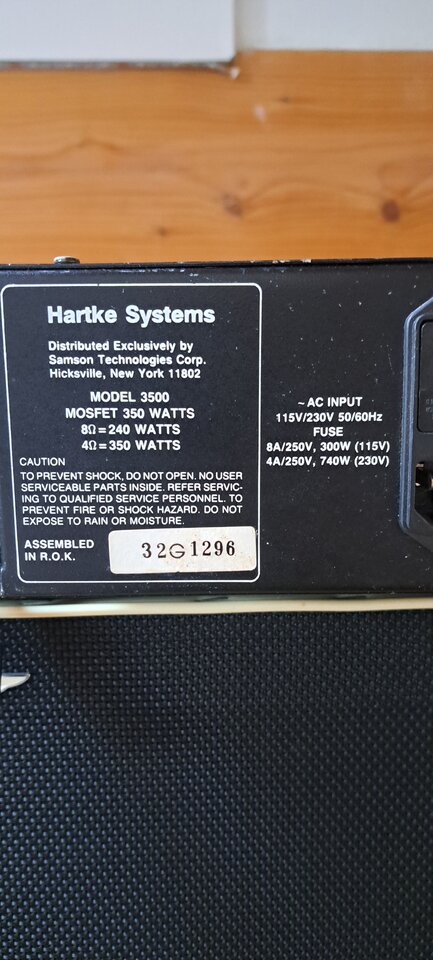 Hartke Systems
Distributed Exclusively by
Samson Technologies Corp.
Hicksville, New York 11802
MODEL 3500
MOSFET 350 WATTS
8Ω=240 WATTS
4Ω=350 WATTS
CAUTION
TO PREVENT SHOCK, DO NOT OPEN. NO USER
SERVICEABLE PARTS INSIDE. REFER SERVIC-
ING TO QUALIFIED SERVICE PERSONNEL. TO
PREVENT FIRE OR SHOCK HAZARD. DO NOT
EXPOSE TO RAIN OR MOISTURE.
ASSEMBLED
IN R.O.K.
32G1296
~ AC INPUT
115V/230V 50/60Hz
FUSE
8A/250V, 300W (115V)
4A/250V, 740W (230V)